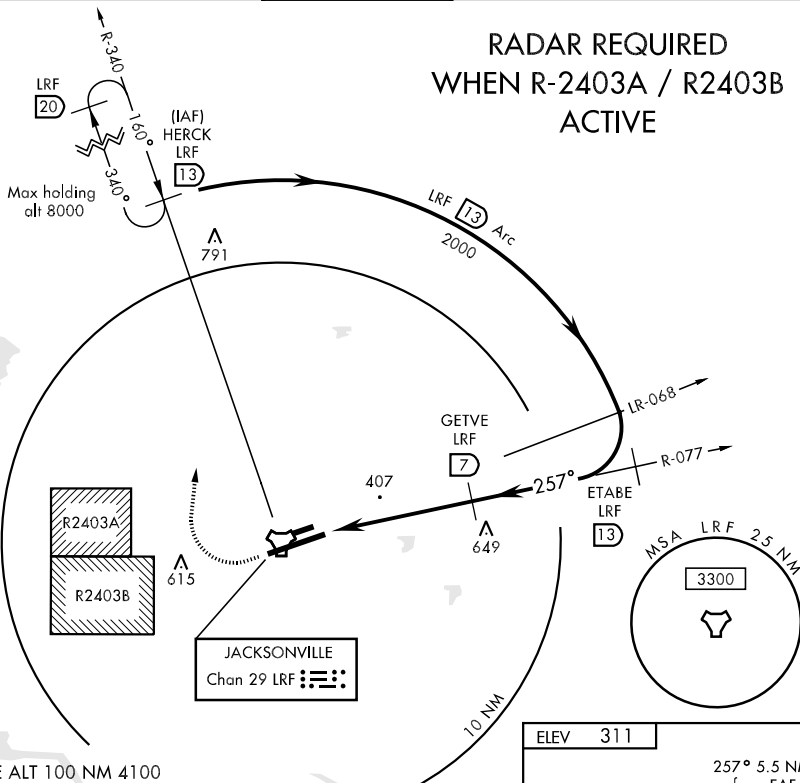 RADAR REQUIRED
WHEN R-2403A / R2403B
ACTIVE
R-340
LRF
20
160°
340°
Max holding
alt 8000
(IAF)
HERCK
LRF
13
791
LRF 13 Arc
2000
LR-068
R-077
GETVE
LRF
7
257°
ETABE
LRF
13
407
649
R2403A
R2403B
615
JACKSONVILLE
Chan 29 LRF
10 NM
MSA LRF 25 NM
3300
ELEV 311
257° 5.5 NM
E ALT 100 NM 4100